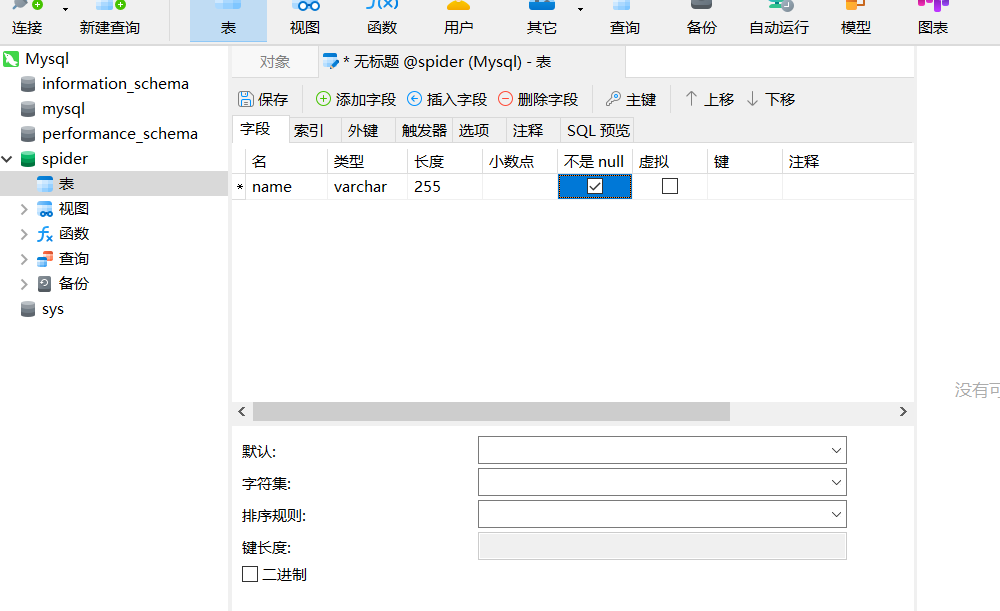 连接 新建查询 表 视图 函数 用户 其它 查询 备份 自动运行 模型 图表
Mysql
information_schema
mysql
performance_schema
spider
表
视图
函数
查询
备份
sys
对象 * 无标题 @spider (Mysql) - 表
保存 添加字段 插入字段 删除字段 主键 上移 下移
字段 索引 外键 触发器 选项 注释 SQL 预览
名 类型 长度 小数点 不是 null 虚拟 键 注释
* name varchar 255
默认:
字符集:
排序规则:
键长度:
二进制
没有可